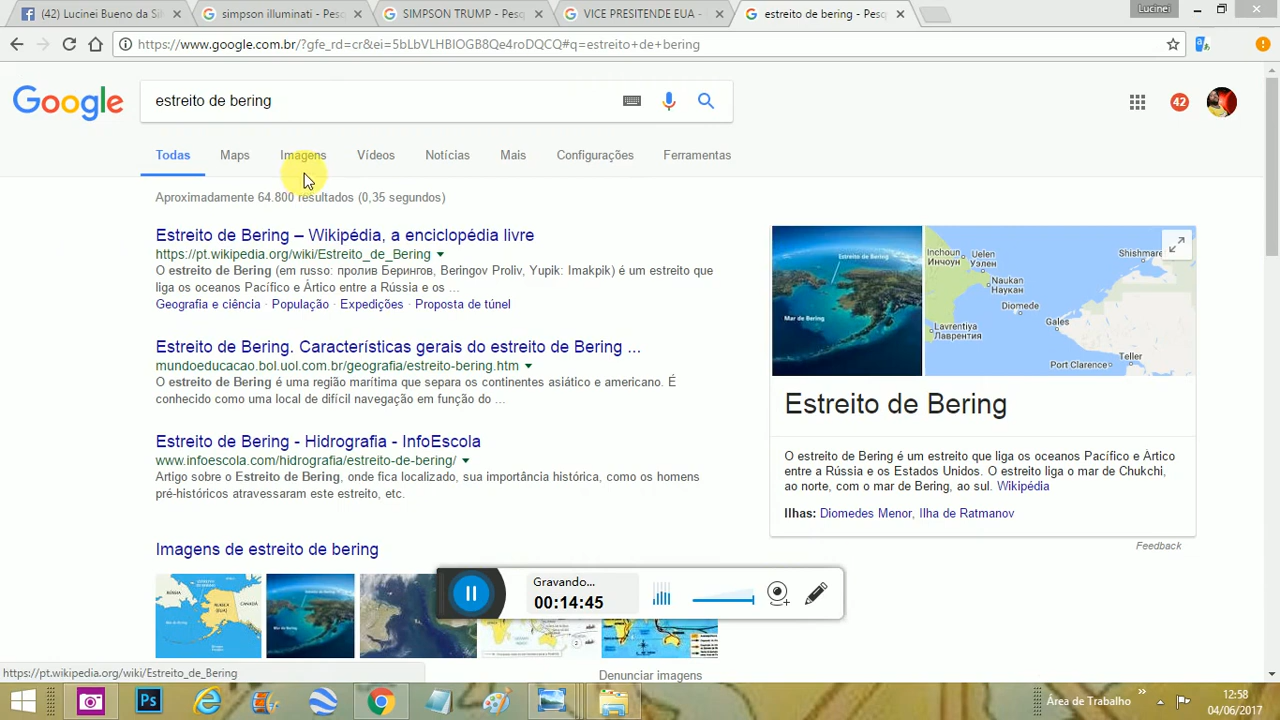 (42) Lucinei Bueno da Sil
simpson illuminati - Pesq
SIMPSON TRUMP - Pesq
VICE PRESITENDE EUA -
estreito de bering - Pesq
Lucinei
https://www.google.com.br/?gfe_rd=cr&ei=5bLbVLHBIOGB8Qe4roDQCQ#q=estreito+de+bering
Google
estreito de bering
42
Todas
Maps
Imagens
Vídeos
Notícias
Mais
Configurações
Ferramentas
Aproximadamente 64.800 resultados (0,35 segundos)
Estreito de Bering – Wikipédia, a enciclopédia livre
https://pt.wikipedia.org/wiki/Estreito_de_Bering
O estreito de Bering (em russo: пролив Берингов, Beringov Proliv, Yupik: Imakpik) é um estreito que
liga os oceanos Pacífico e Ártico entre a Rússia e os ...
Geografia e ciência · População · Expedições · Proposta de túnel
Estreito de Bering. Características gerais do estreito de Bering ...
mundoeducacao.bol.uol.com.br/geografia/estreito-bering.htm
O estreito de Bering é uma região marítima que separa os continentes asiático e americano. É
conhecido como uma local de difícil navegação em função do ...
Estreito de Bering - Hidrografia - InfoEscola
www.infoescola.com/hidrografia/estreito-de-bering/
Artigo sobre o Estreito de Bering, onde fica localizado, sua importância histórica, como os homens
pré-históricos atravessaram este estreito, etc.
Imagens de estreito de bering
Denunciar imagens
Estreito de Bering
Mar de Bering
Inchoun
Инчоун
Uelen
Уэлен
Naukan
Наукан
Diomede
Lavrentiya
Shishmare
Gales
Teller
Port Clarence
Estreito de Bering
O estreito de Bering é um estreito que liga os oceanos Pacífico e Ártico
entre a Rússia e os Estados Unidos. O estreito liga o mar de Chukchi,
ao norte, com o mar de Bering, ao sul. Wikipédia
Ilhas: Diomedes Menor, Ilha de Ratmanov
Feedback
Gravando...
00:14:45
https://pt.wikipedia.org/wiki/Estreito_de_Bering
Ps
Área de Trabalho
12:58
04/06/2017